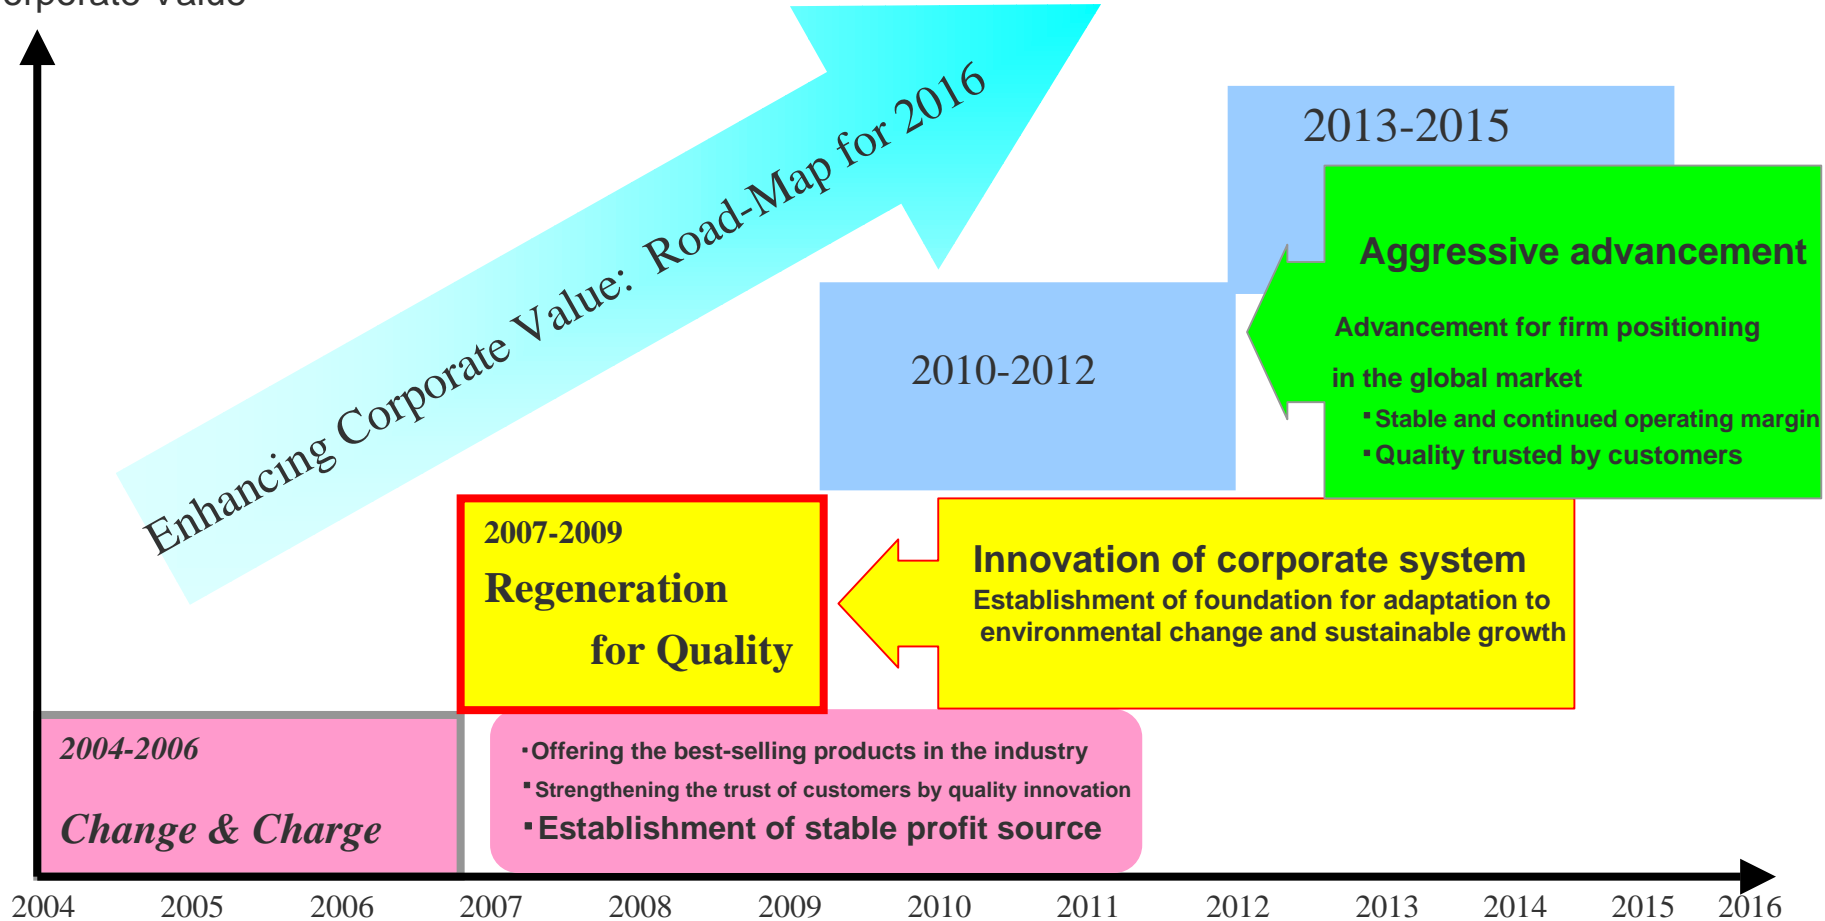 Corporate Value
Enhancing Corporate Value: Road-Map for 2016
2013-2015
Aggressive advancement
Advancement for firm positioning
in the global market
▪Stable and continued operating margin
▪Quality trusted by customers
2010-2012
2007-2009
Regeneration
for Quality
Innovation of corporate system
Establishment of foundation for adaptation to
environmental change and sustainable growth
2004-2006
Change & Charge
▪Offering the best-selling products in the industry
▪Strengthening the trust of customers by quality innovation
▪Establishment of stable profit source
2004 2005 2006 2007 2008 2009 2010 2011 2012 2013 2014 2015 2016